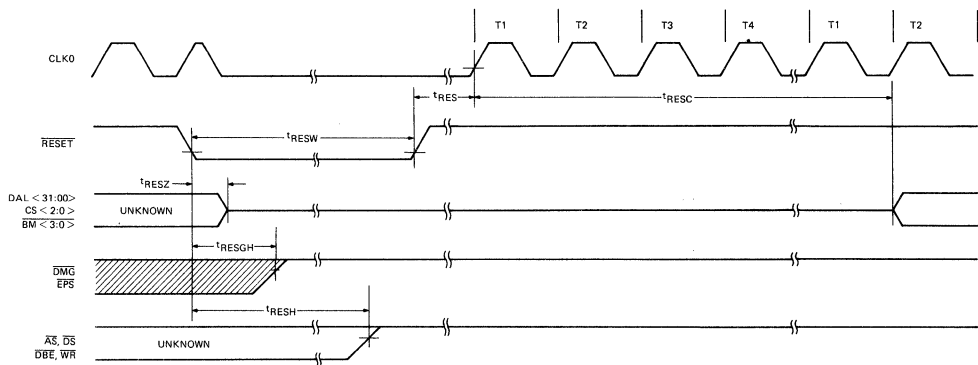 T1 T2 T3 T4 T1 T2
CLK0
tRES
tRESC
RESET
tRESW
tRESZ
DAL < 31:00>
CS < 2:0 >
BM < 3:0 >
UNKNOWN
tRESGH
DMG
EPS
tRESH
AS, DS
DBE, WR
UNKNOWN